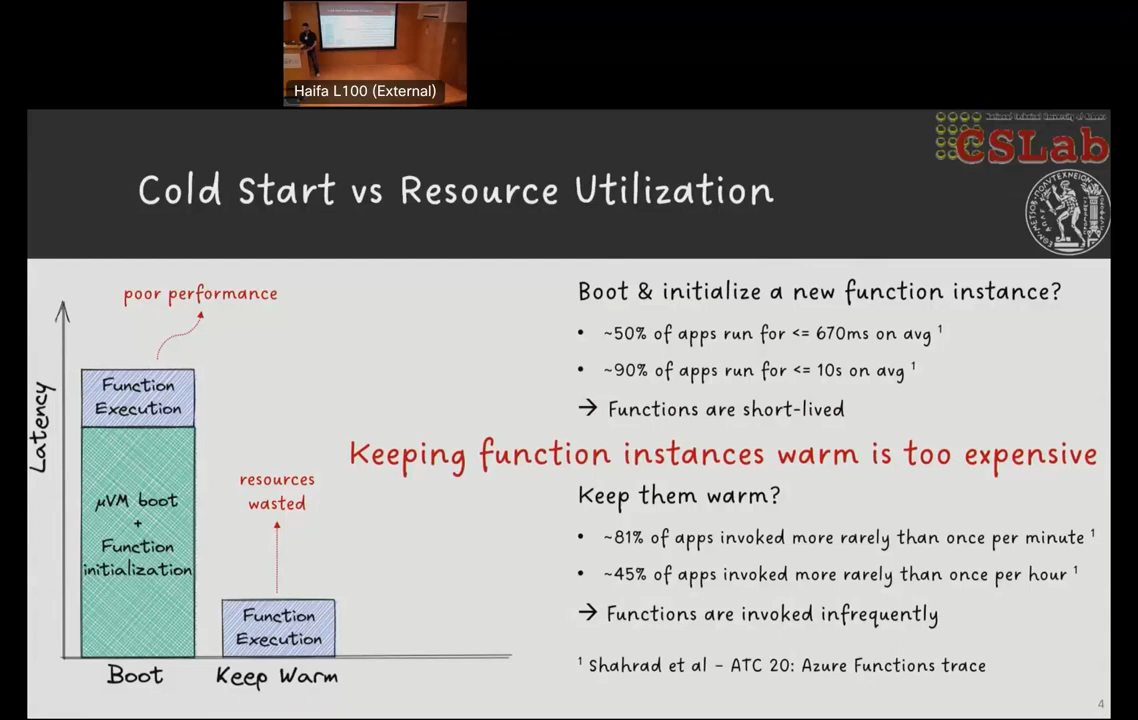 Haifa L100 (External)
National Technical University of Athens
CSLab
Cold Start vs Resource Utilization
poor performance
Latency
Function
Execution
μVM boot
+
Function
initialization
resources
wasted
Function
Execution
Boot
Keep Warm
Boot & initialize a new function instance?
• ~50% of apps run for <= 670ms on avg ¹
• ~90% of apps run for <= 10s on avg ¹
→ Functions are short-lived
Keeping function instances warm is too expensive
Keep them warm?
• ~81% of apps invoked more rarely than once per minute ¹
• ~45% of apps invoked more rarely than once per hour ¹
→ Functions are invoked infrequently
¹ Shahrad et al - ATC 20: Azure Functions trace
4